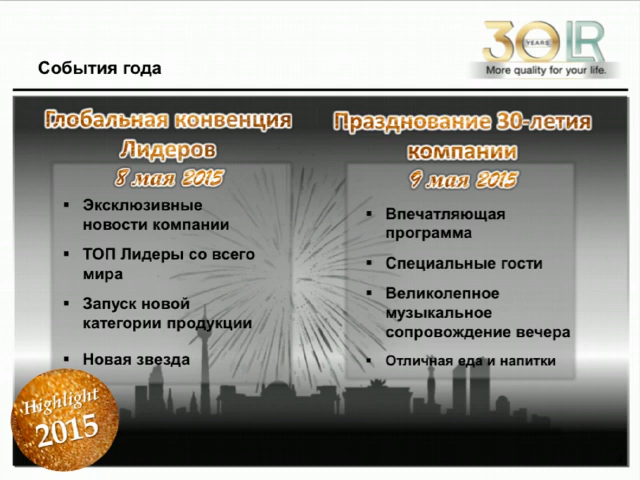 События года
30 YEARS LR
More quality for your life.
Глобальная конвенция
Лидеров
8 мая 2015
▪ Эксклюзивные
новости компании
▪ ТОП Лидеры со всего
мира
▪ Запуск новой
категории продукции
▪ Новая звезда
Празднование 30-летия
компании
9 мая 2015
▪ Впечатляющая
программа
▪ Специальные гости
▪ Великолепное
музыкальное
сопровождение вечера
▪ Отличная еда и напитки
Highlight
2015